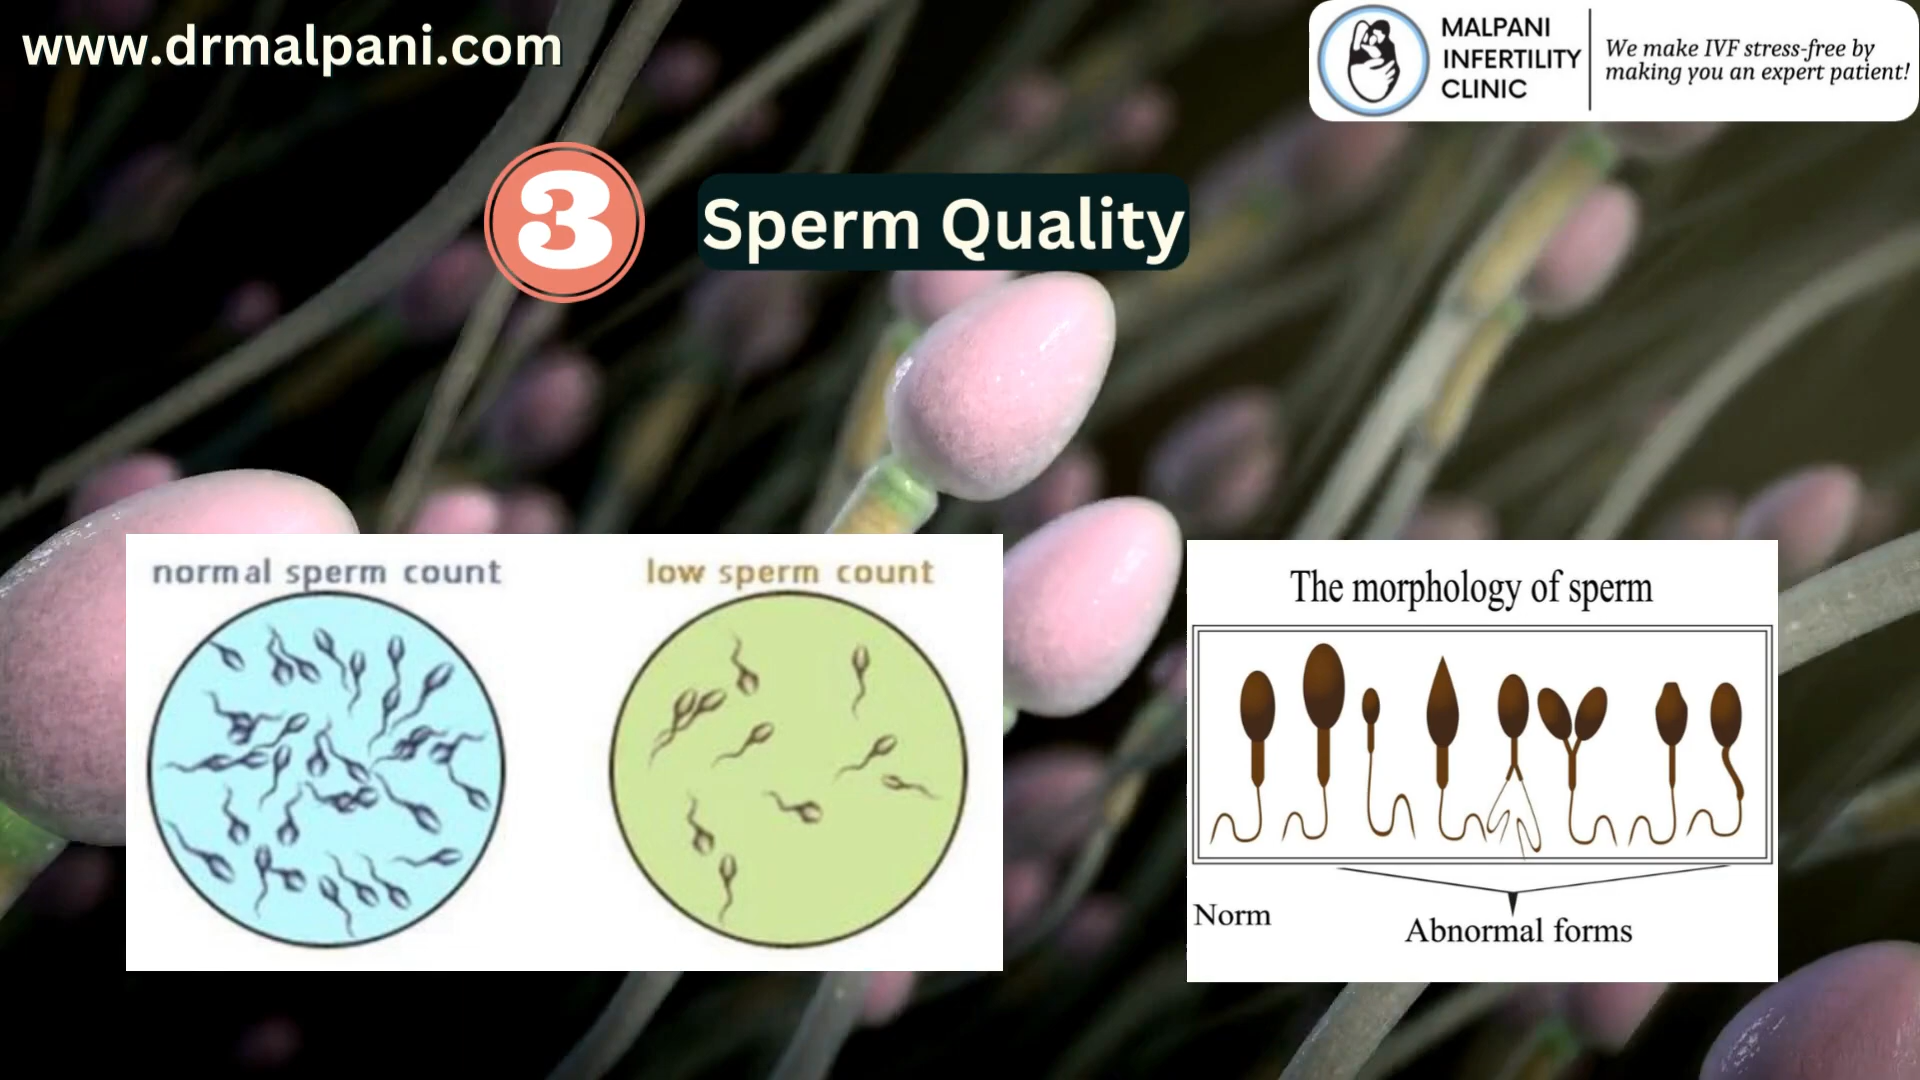 www.drmalpani.com
MALPANI
INFERTILITY
CLINIC
We make IVF stress-free by
making you an expert patient!
3
Sperm Quality
normal sperm count
low sperm count
The morphology of sperm
Norm
Abnormal forms